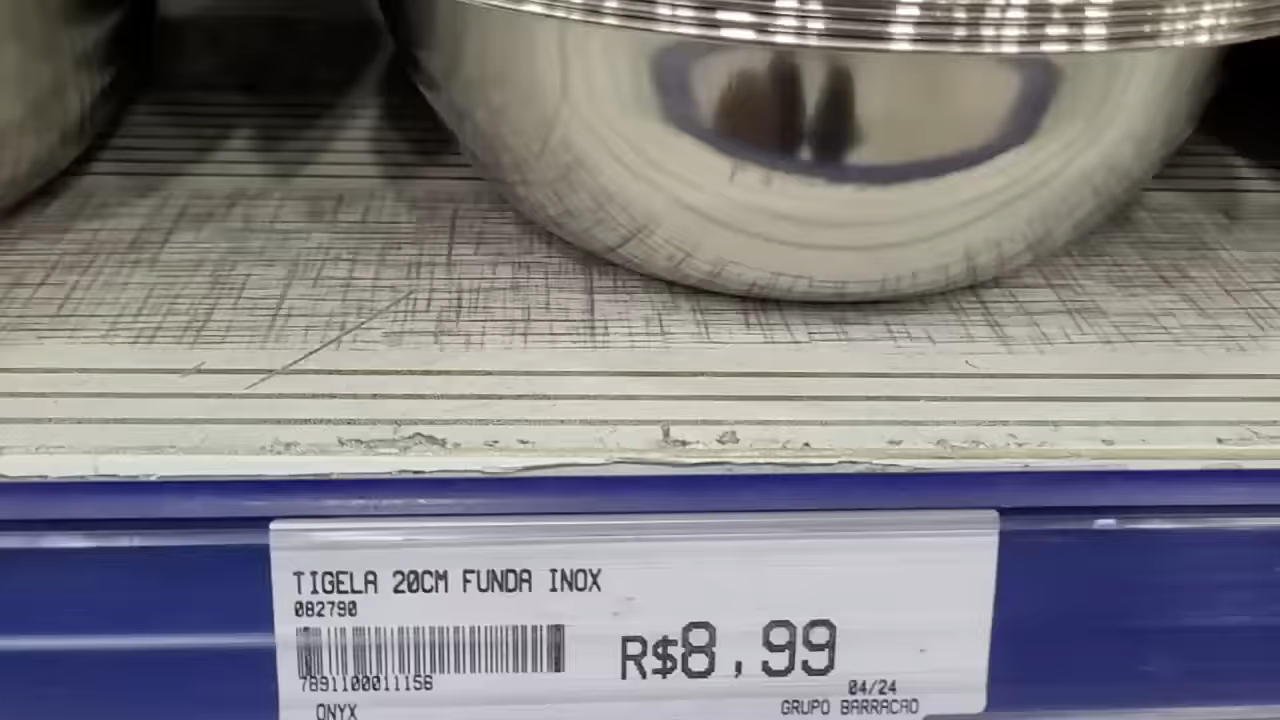 TIGELA 20CM FUNDA INOX
082790
R$8,99
7891100011156
04/24
ONYX
GRUPO BARRACAO